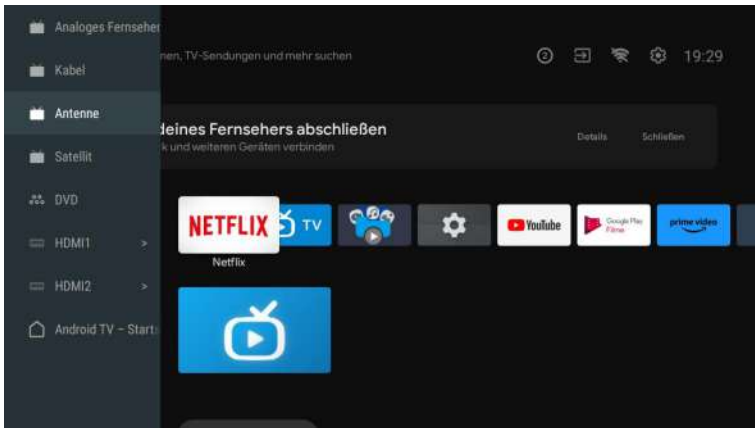 Analoges Fernseher
Kabel
Antenne
Satellit
DVD
HDMI1 >
HDMI2 >
Android TV – Starts
nen, TV-Sendungen und mehr suchen
2
19:29
deines Fernsehers abschließen
k und weiteren Geräten verbinden
Details
Schließen
NETFLIX
TV
YouTube
Google Play
Filme
prime video
Netflix